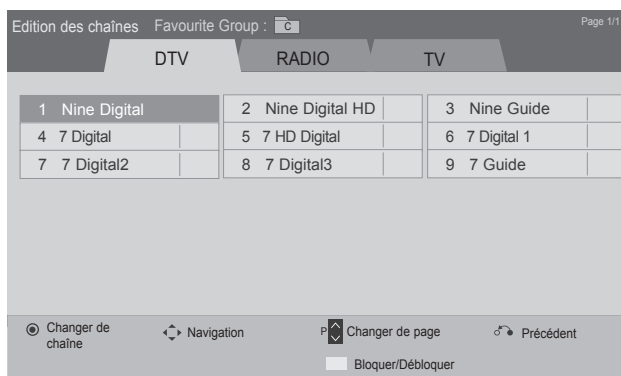 Edition des chaînes Favourite Group : C Page 1/1
DTV RADIO TV
1 Nine Digital 2 Nine Digital HD 3 Nine Guide
4 7 Digital 5 7 HD Digital 6 7 Digital 1
7 7 Digital2 8 7 Digital3 9 7 Guide
Changer de chaîne Navigation P Changer de page Précédent
Bloquer/Débloquer